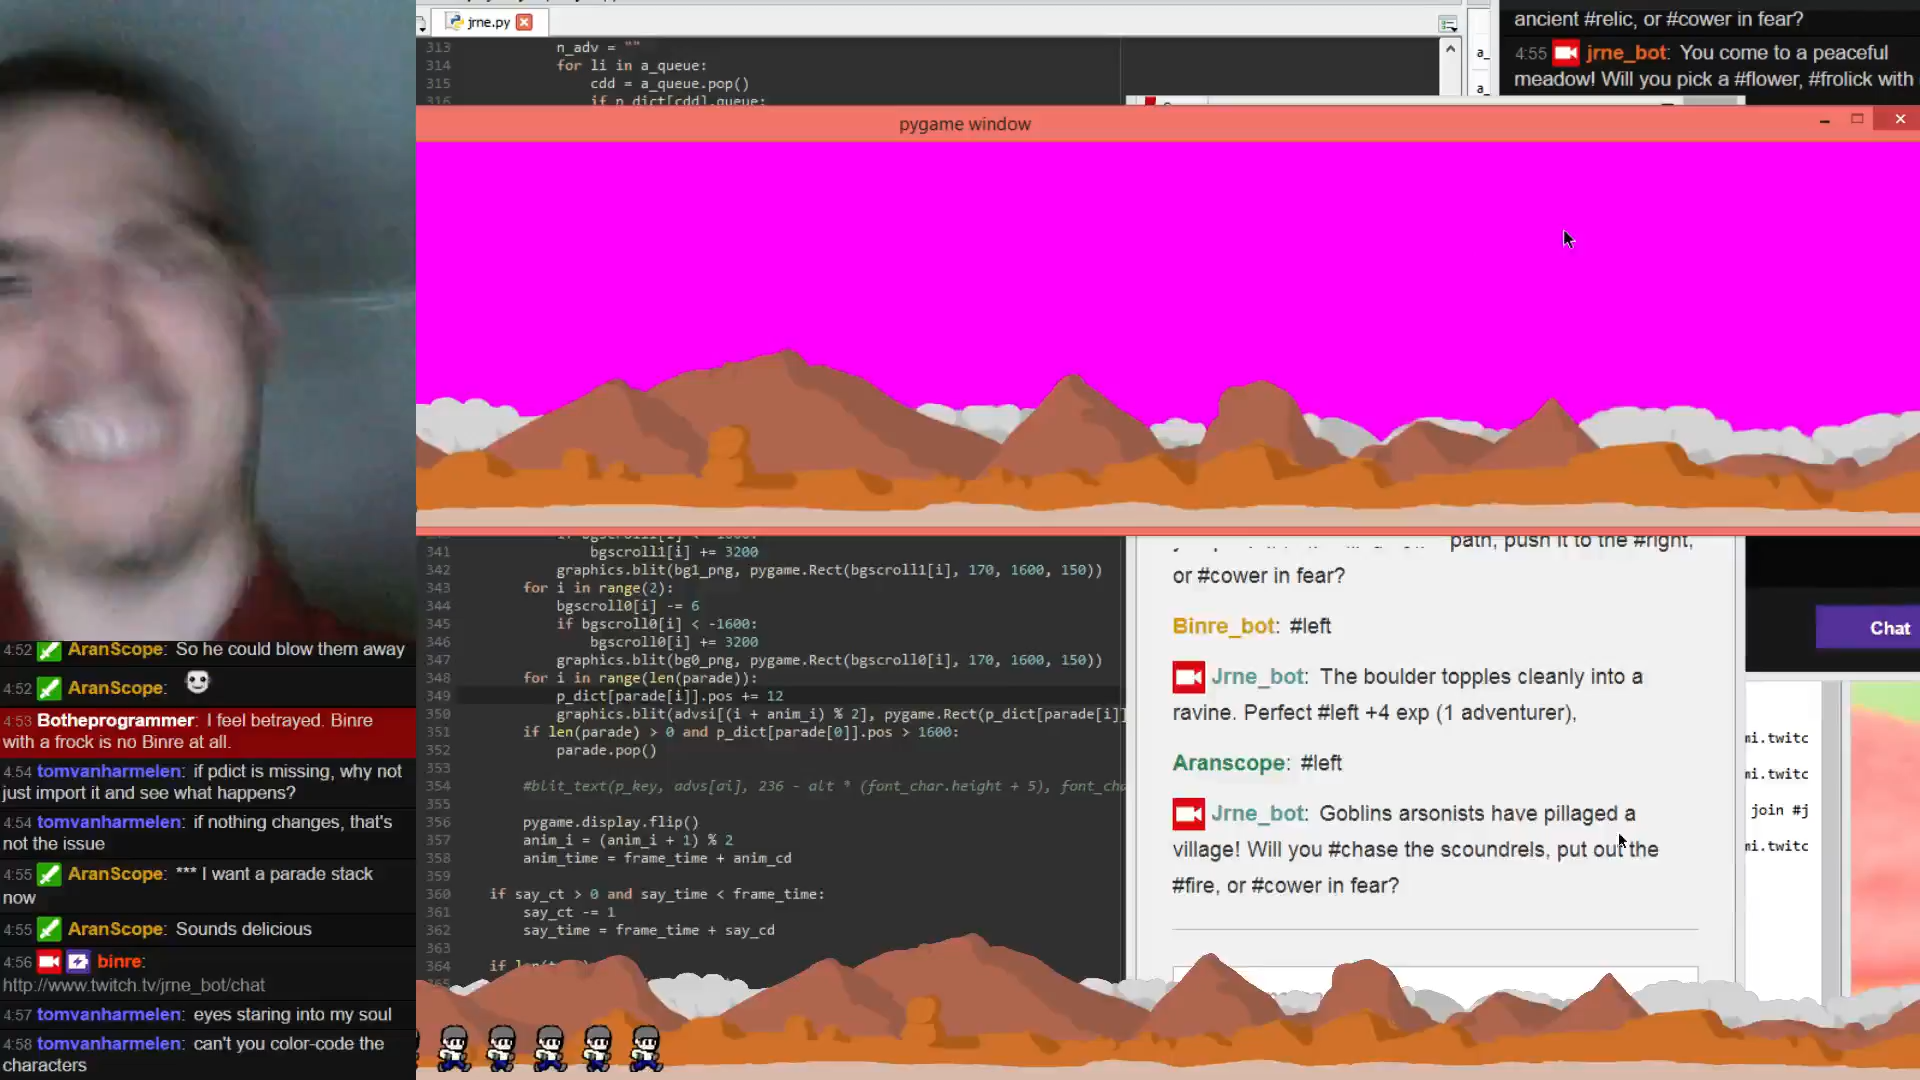 jrne.py
313 n_adv = ""
314 for li in a_queue:
315 cdd = a_queue.pop()
316 if p_dict[cdd].queue:
a_
a_
ancient #relic, or #cower in fear?
4:55 jrne_bot: You come to a peaceful
meadow! Will you pick a #flower, #frolick with
pygame window
341 bgscroll1[i] += 3200
342 graphics.blit(bg1_png, pygame.Rect(bgscroll1[i], 170, 1600, 150))
343 for i in range(2):
344 bgscroll0[i] -= 6
345 if bgscroll0[i] < -1600:
346 bgscroll0[i] += 3200
347 graphics.blit(bg0_png, pygame.Rect(bgscroll0[i], 170, 1600, 150))
348 for i in range(len(parade)):
349 p_dict[parade[i]].pos += 12
350 graphics.blit(advsi[(i + anim_i) % 2], pygame.Rect(p_dict[parade[i]]
351 if len(parade) > 0 and p_dict[parade[0]].pos > 1600:
352 parade.pop()
353
354 #blit_text(p_key, advs[ai], 236 - alt * (font_char.height + 5), font_cha
355
356 pygame.display.flip()
357 anim_i = (anim_i + 1) % 2
358 anim_time = frame_time + anim_cd
359
360 if say_ct > 0 and say_time < frame_time:
361 say_ct -= 1
362 say_time = frame_time + say_cd
363
364 if
path, push it to the #right,
or #cower in fear?
Binre_bot: #left
Jrne_bot: The boulder topples cleanly into a
ravine. Perfect #left +4 exp (1 adventurer),
Aranscope: #left
Jrne_bot: Goblins arsonists have pillaged a
village! Will you #chase the scoundrels, put out the
#fire, or #cower in fear?
Chat
mi.twitc
mi.twitc
join #j
mi.twitc
4:52 AranScope: So he could blow them away
4:52 AranScope:
4:53 Botheprogrammer: I feel betrayed. Binre
with a frock is no Binre at all.
4:54 tomvanharmelen: if pdict is missing, why not
just import it and see what happens?
4:54 tomvanharmelen: if nothing changes, that's
not the issue
4:55 AranScope: *** I want a parade stack
now
4:55 AranScope: Sounds delicious
4:56 binre:
http://www.twitch.tv/jrne_bot/chat
4:57 tomvanharmelen: eyes staring into my soul
4:58 tomvanharmelen: can't you color-code the
characters